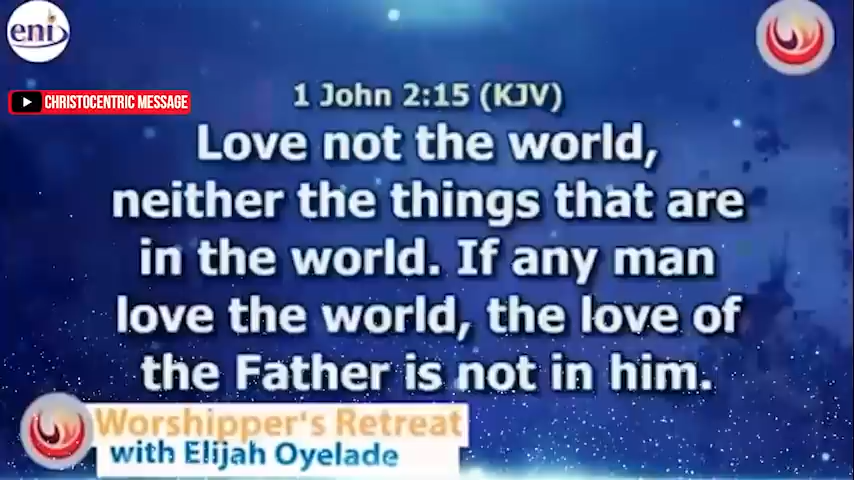 eni
CHRISTOCENTRIC MESSAGE
1 John 2:15 (KJV)
Love not the world,
neither the things that are
in the world. If any man
love the world, the love of
the Father is not in him.
Worshipper's Retreat
with Elijah Oyelade